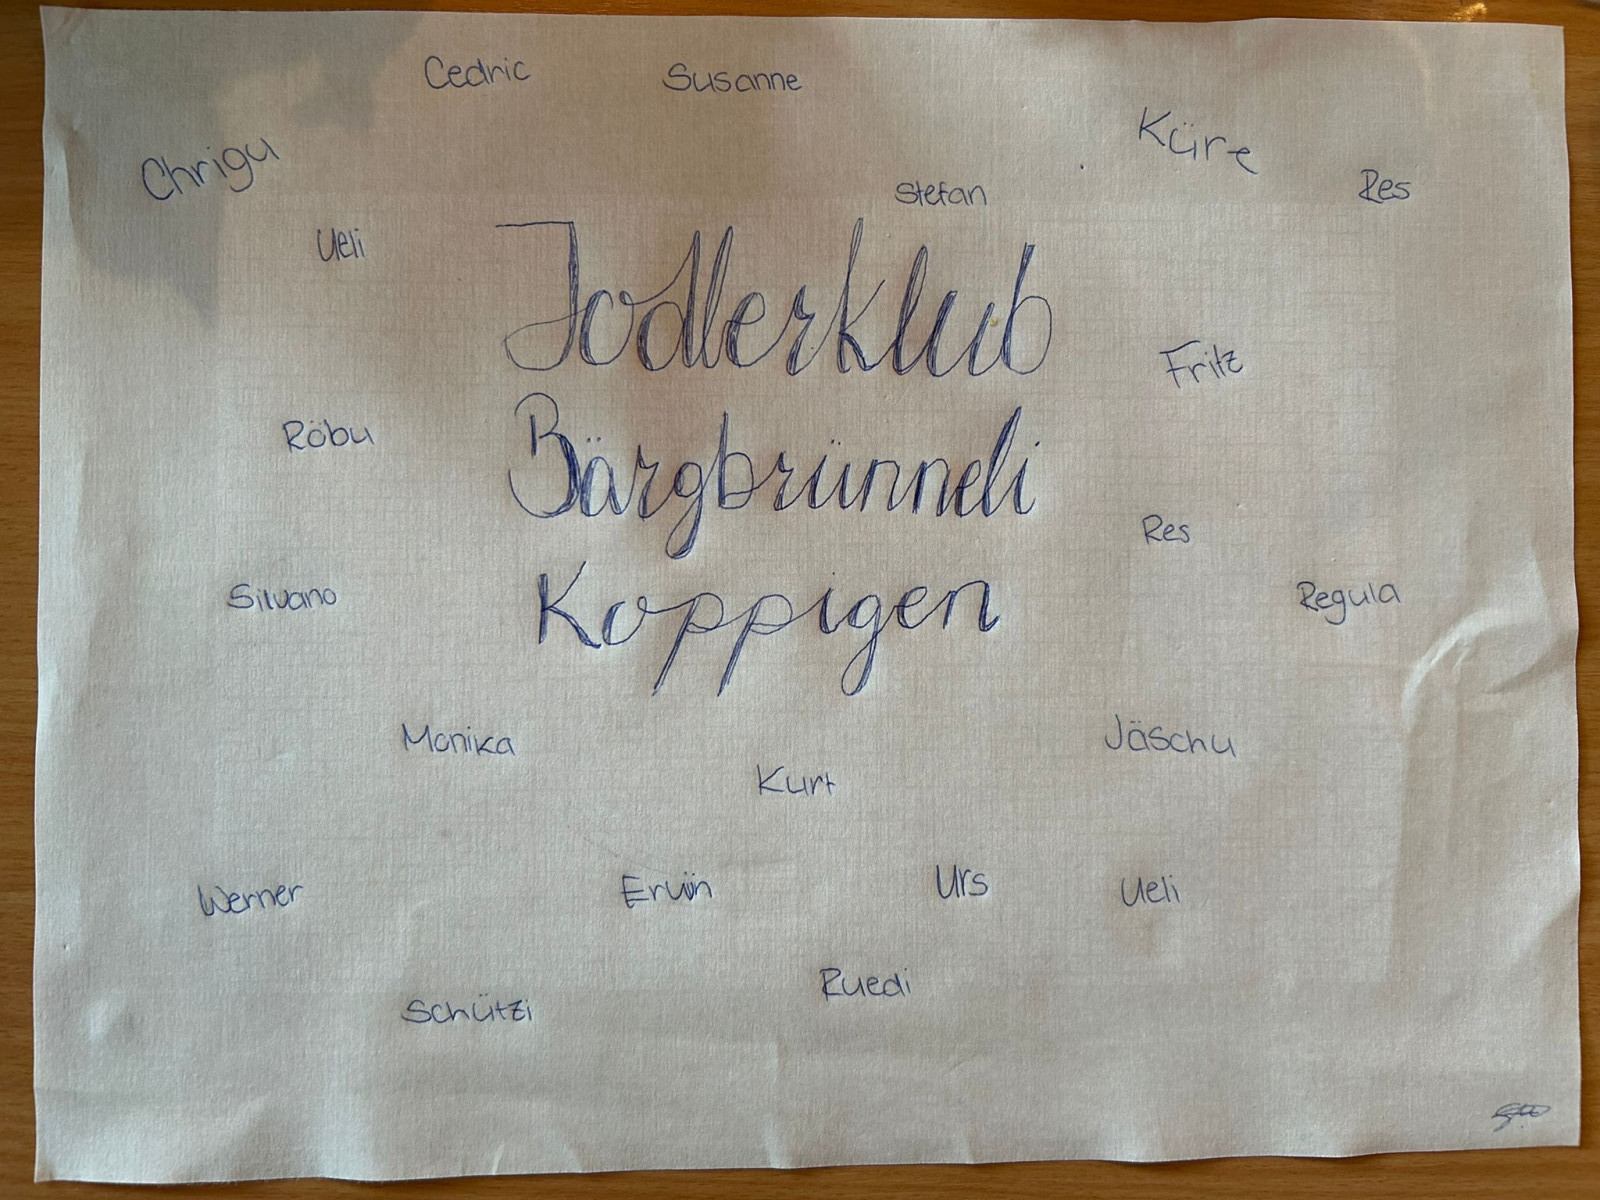 Cedric Susanne
Küre
Chrigu
Stefan Res
Ueli
Jodlerklub
Fritz
Röbu
Bärgbrünneli
Res
Silvano Regula
Koppigen
Monika Jäschu
Kurt
Werner Erwin Urs Ueli
Ruedi
Schützi